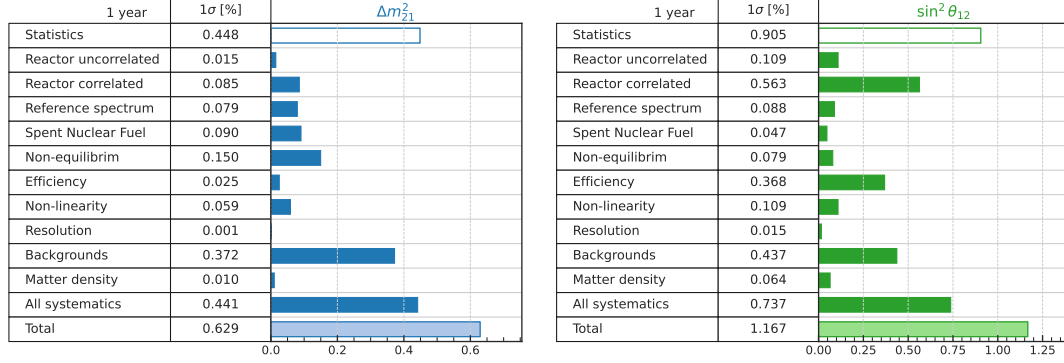 1 year 1σ [%] Δm²₂₁
Statistics 0.448
Reactor uncorrelated 0.015
Reactor correlated 0.085
Reference spectrum 0.079
Spent Nuclear Fuel 0.090
Non-equilibrim 0.150
Efficiency 0.025
Non-linearity 0.059
Resolution 0.001
Backgrounds 0.372
Matter density 0.010
All systematics 0.441
Total 0.629
0.0 0.2 0.4 0.6
1 year 1σ [%] sin² θ₁₂
Statistics 0.905
Reactor uncorrelated 0.109
Reactor correlated 0.563
Reference spectrum 0.088
Spent Nuclear Fuel 0.047
Non-equilibrim 0.079
Efficiency 0.368
Non-linearity 0.109
Resolution 0.015
Backgrounds 0.437
Matter density 0.064
All systematics 0.737
Total 1.167
0.00 0.25 0.50 0.75 1.00 1.25